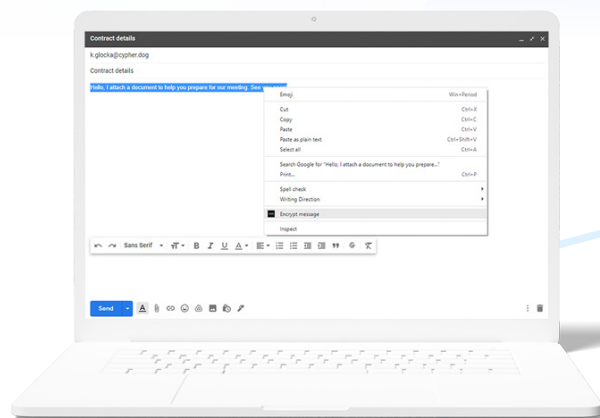 Contract details
k.glocka@cypher.dog
Contract details
Hello, I attach a document to help you prepare for our meeting. See
Emoji Win+Period
Cut Ctrl+X
Copy Ctrl+C
Paste Ctrl+V
Paste as plain text Ctrl+Shift+V
Select all Ctrl+A
Search Google for "Hello, I attach a document to help you prepare..."
Print... Ctrl+P
Spell check
Writing Direction
Encrypt message
Inspect
Sans Serif
Send